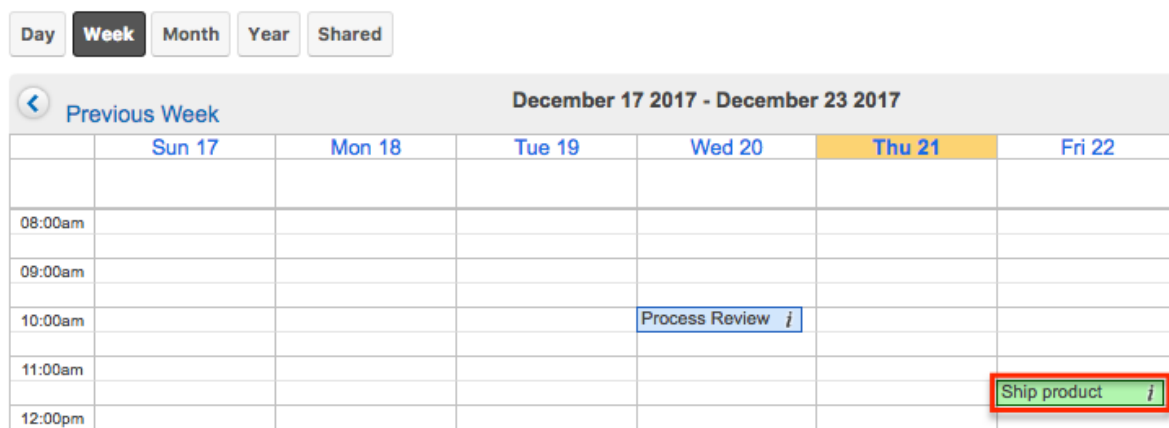 Day Week Month Year Shared
Previous Week December 17 2017 - December 23 2017
Sun 17 Mon 18 Tue 19 Wed 20 Thu 21 Fri 22
08:00am
09:00am
10:00am Process Review i
11:00am
Ship product i
12:00pm